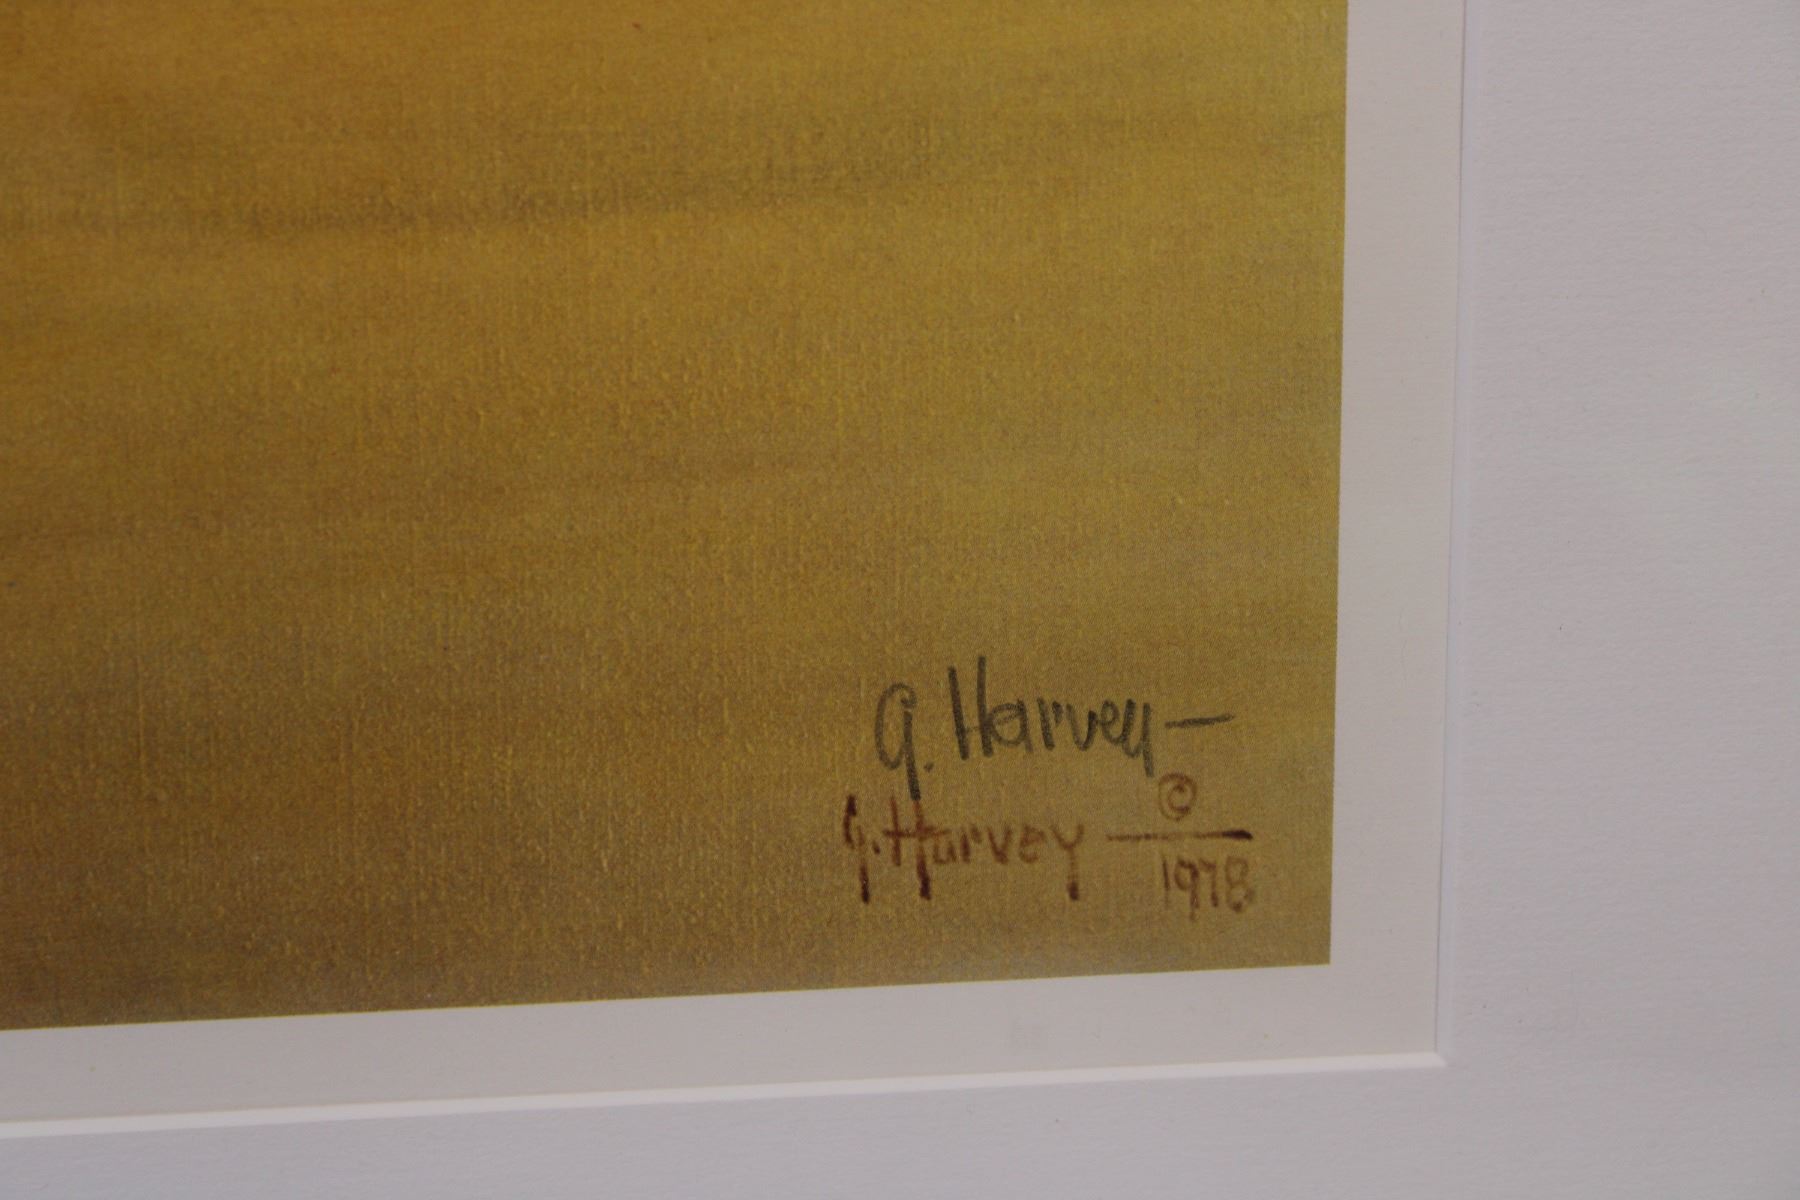 G. Harvey—
G. Harvey — ©
1978